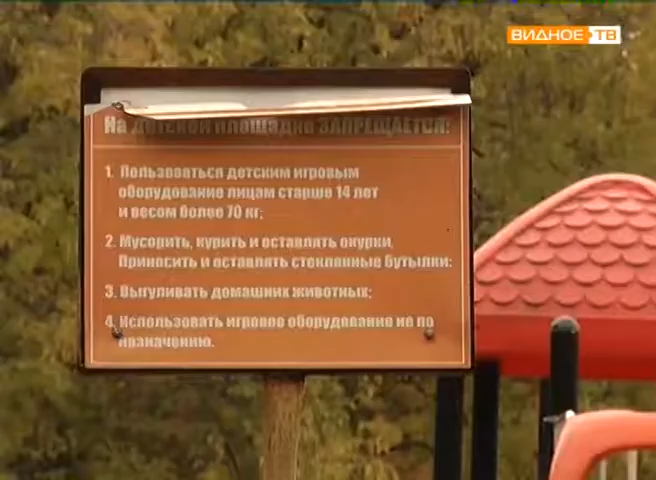 ВИДНОЕ ТВ
На детской площадке ЗАПРЕЩАЕТСЯ:
1. Пользоваться детским игровым
оборудованием лицам старше 14 лет
и весом более 70 кг;
2. Мусорить, курить и оставлять окурки,
Приносить и оставлять стеклянные бутылки;
3. Выгуливать домашних животных;
4. Использовать игровое оборудование не по
назначению.